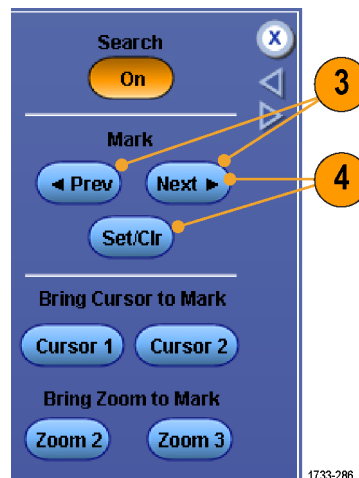 Search
X
On
3
Mark
◄ Prev Next ►
4
Set/Clr
Bring Cursor to Mark
Cursor 1 Cursor 2
Bring Zoom to Mark
Zoom 2 Zoom 3
1733-286